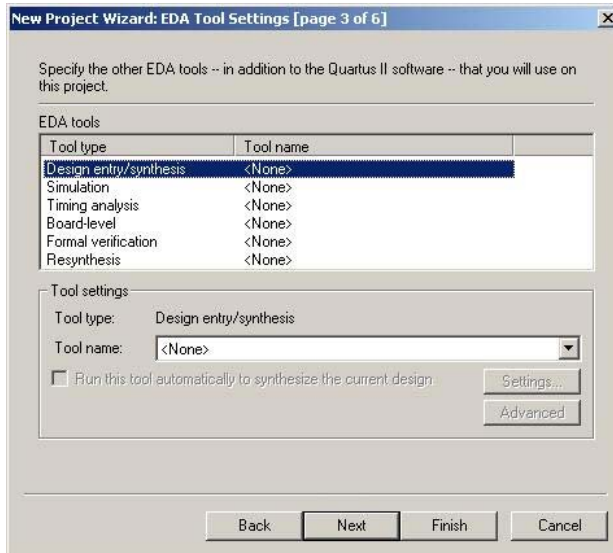 New Project Wizard: EDA Tool Settings [page 3 of 6]
Specify the other EDA tools -- in addition to the Quartus II software -- that you will use on
this project.
EDA tools
Tool type Tool name
Design entry/synthesis <None>
Simulation <None>
Timing analysis <None>
Board-level <None>
Formal verification <None>
Resynthesis <None>
Tool settings
Tool type: Design entry/synthesis
Tool name: <None>
Run this tool automatically to synthesize the current design Settings...
Advanced
Back Next Finish Cancel